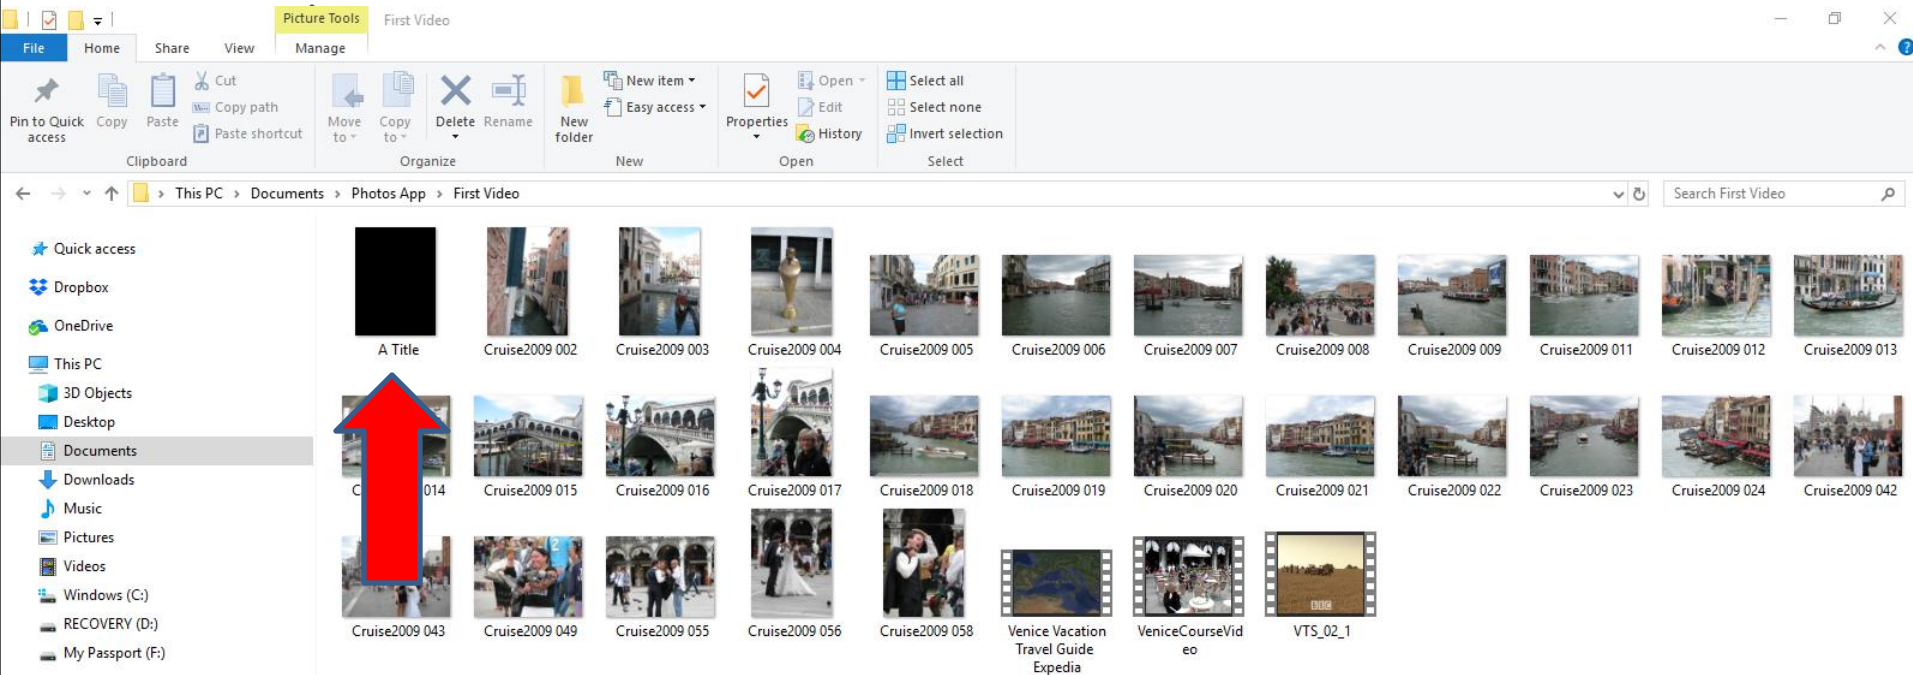 Picture Tools First Video
File Home Share View Manage
Pin to Quick access
Copy
Paste
Cut
Copy path
Paste shortcut
Clipboard
Move to
Copy to
Delete
Rename
Organize
New folder
New item
Easy access
New
Properties
Open
Edit
History
Open
Select all
Select none
Invert selection
Select
This PC > Documents > Photos App > First Video
Search First Video
Quick access
Dropbox
OneDrive
This PC
3D Objects
Desktop
Documents
Downloads
Music
Pictures
Videos
Windows (C:)
RECOVERY (D:)
My Passport (F:)
A Title
Cruise2009 002
Cruise2009 003
Cruise2009 004
Cruise2009 005
Cruise2009 006
Cruise2009 007
Cruise2009 008
Cruise2009 009
Cruise2009 011
Cruise2009 012
Cruise2009 013
014
Cruise2009 015
Cruise2009 016
Cruise2009 017
Cruise2009 018
Cruise2009 019
Cruise2009 020
Cruise2009 021
Cruise2009 022
Cruise2009 023
Cruise2009 024
Cruise2009 042
Cruise2009 043
Cruise2009 049
Cruise2009 055
Cruise2009 056
Cruise2009 058
Venice Vacation
Travel Guide
Expedia
VeniceCourseVid
eo
BBC
VTS_02_1